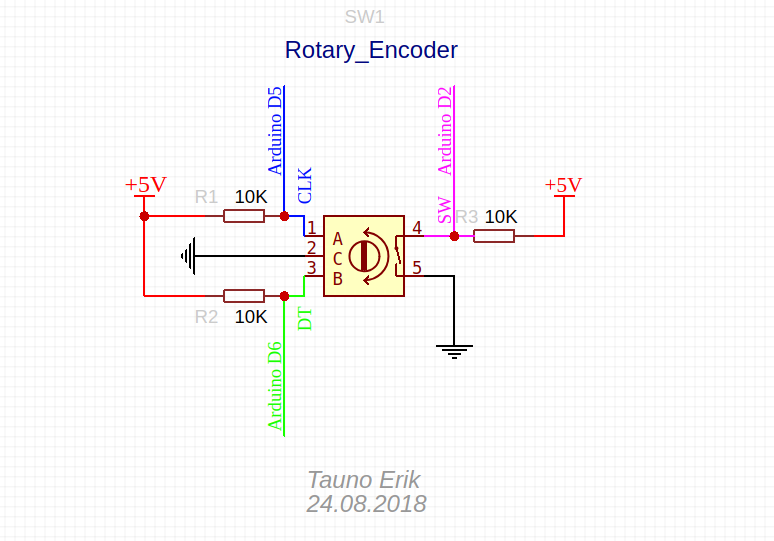 SW1
Rotary_Encoder
Arduino D5
Arduino D2
+5V
+5V
R1 10K
CLK
SW
R3 10K
1
2
3
A
C
B
4
5
R2 10K
DT
Arduino D6
Tauno Erik
24.08.2018